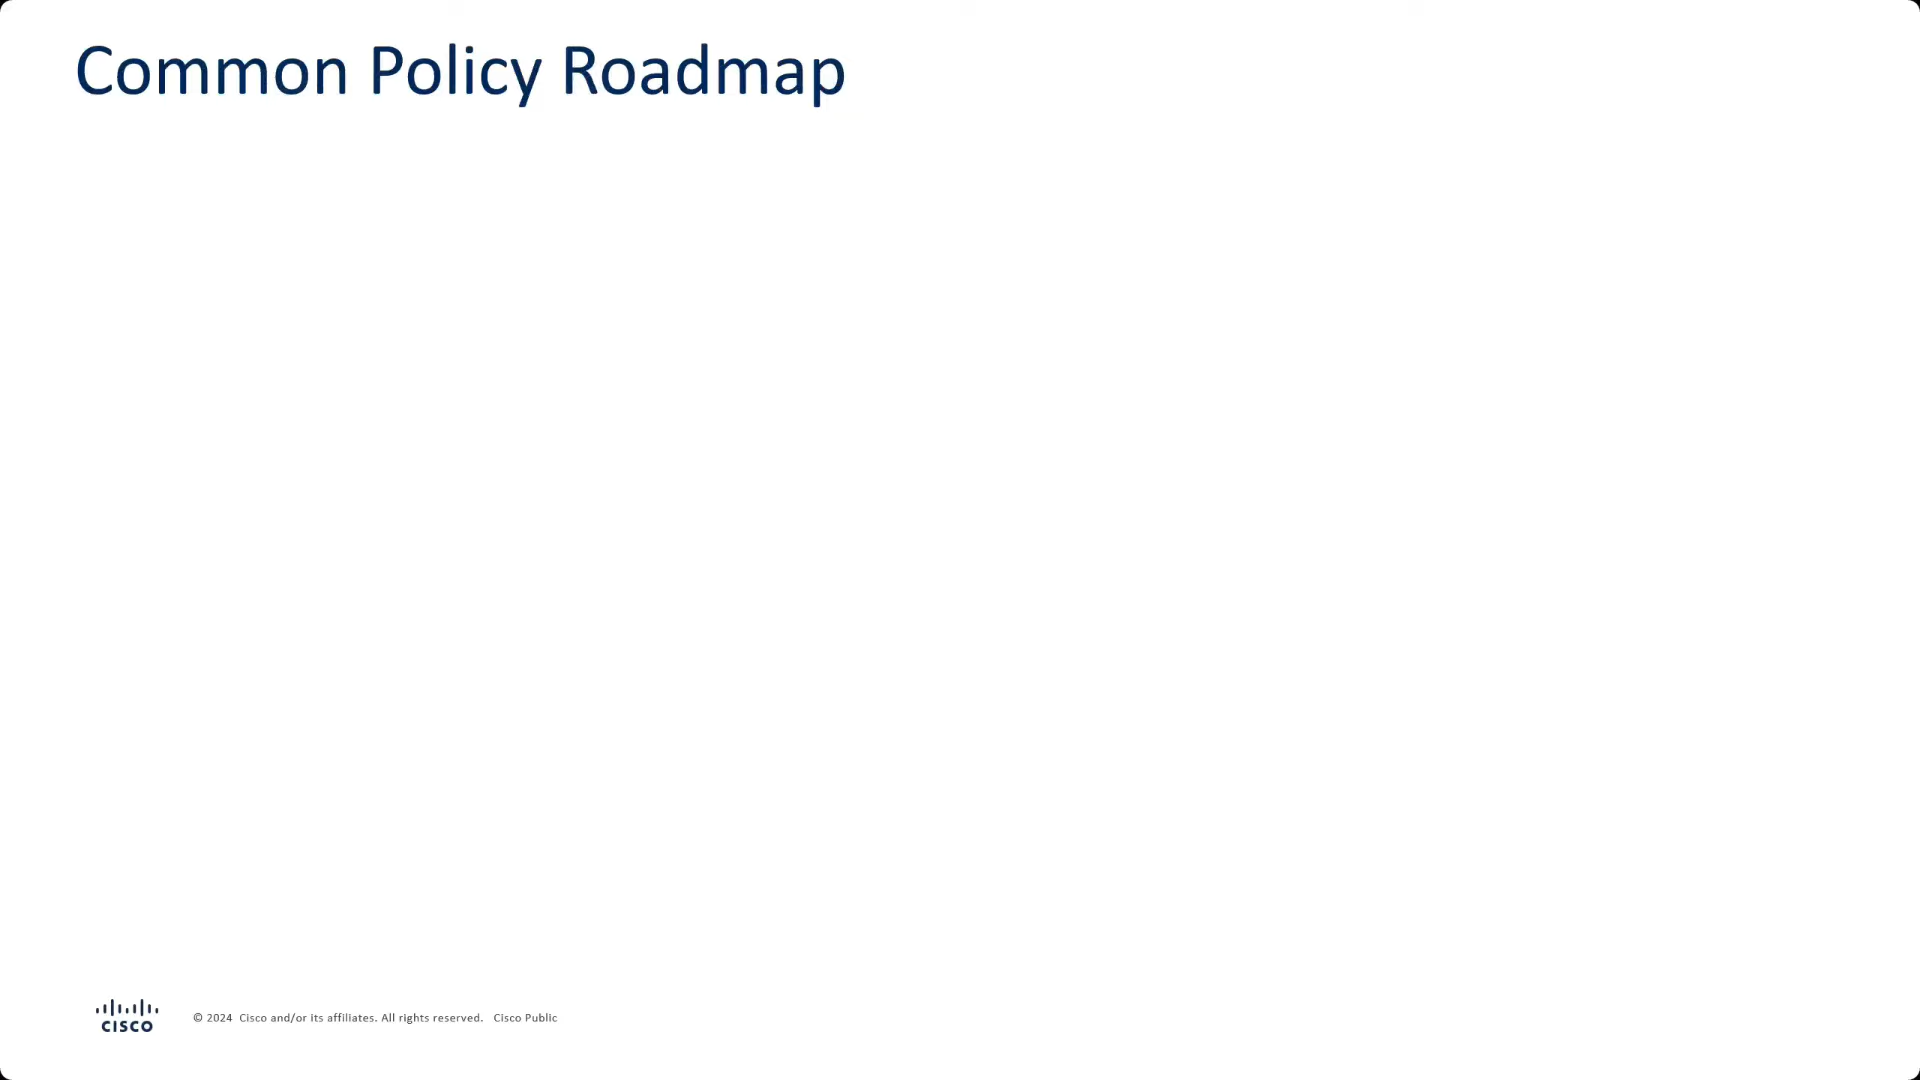 Common Policy Roadmap
CISCO
© 2024 Cisco and/or its affiliates. All rights reserved. Cisco Public